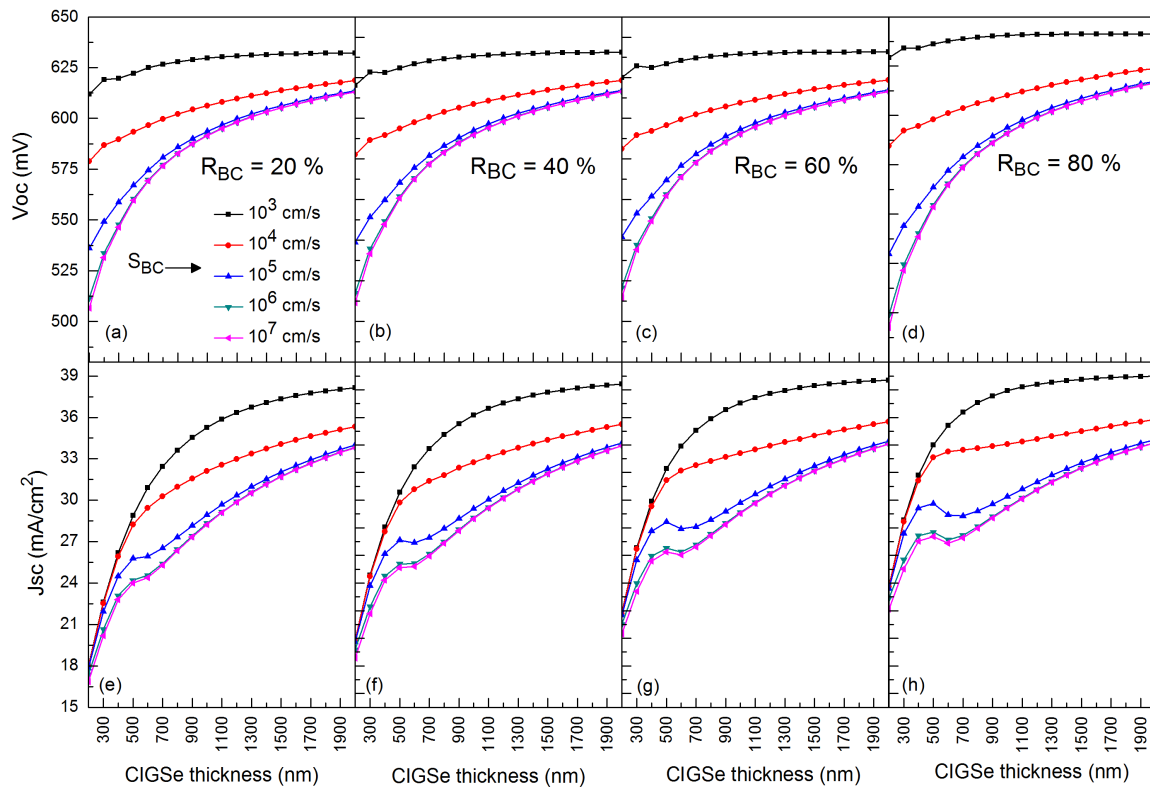 650
625
600
575
550
525
500
Voc (mV)
R_BC = 20 %
R_BC = 40 %
R_BC = 60 %
R_BC = 80 %
10^3 cm/s
10^4 cm/s
S_BC
10^5 cm/s
10^6 cm/s
10^7 cm/s
(a)
(b)
(c)
(d)
39
36
33
30
27
24
21
18
15
Jsc (mA/cm^2)
(e)
(f)
(g)
(h)
300 500 700 900 1100 1300 1500 1700 1900
300 500 700 900 1100 1300 1500 1700 1900
300 500 700 900 1100 1300 1500 1700 1900
300 500 700 900 1100 1300 1500 1700 1900
CIGSe thickness (nm)
CIGSe thickness (nm)
CIGSe thickness (nm)
CIGSe thickness (nm)